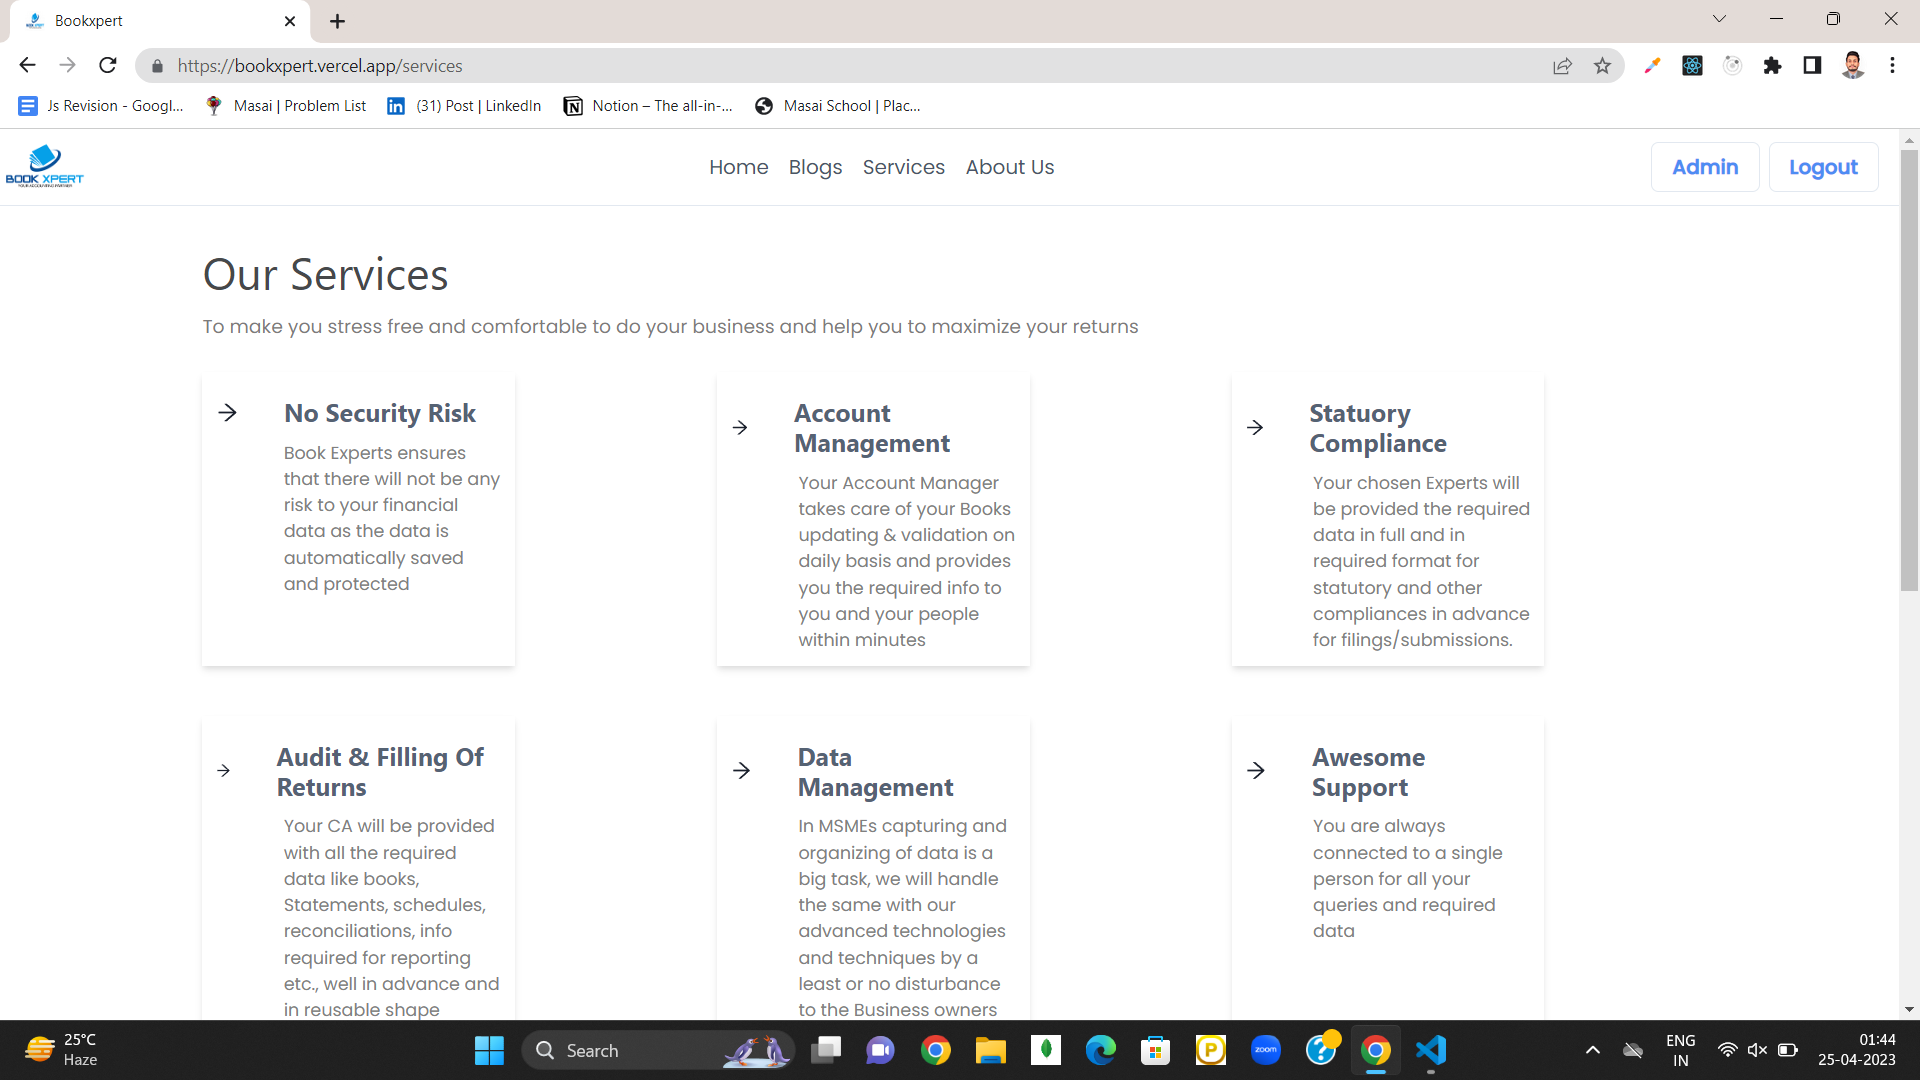 Bookxpert
https://bookxpert.vercel.app/services
Js Revision - Googl...
Masai | Problem List
(31) Post | LinkedIn
Notion – The all-in-...
Masai School | Plac...
BOOK XPERT
YOUR ACCOUNTING PARTNER
Home
Blogs
Services
About Us
Admin
Logout
Our Services
To make you stress free and comfortable to do your business and help you to maximize your returns
No Security Risk
Book Experts ensures
that there will not be any
risk to your financial
data as the data is
automatically saved
and protected
Account
Management
Your Account Manager
takes care of your Books
updating & validation on
daily basis and provides
you the required info to
you and your people
within minutes
Statuory
Compliance
Your chosen Experts will
be provided the required
data in full and in
required format for
statutory and other
compliances in advance
for filings/submissions.
Audit & Filling Of
Returns
Your CA will be provided
with all the required
data like books,
Statements, schedules,
reconciliations, info
required for reporting
etc., well in advance and
in reusable shape
Data
Management
In MSMEs capturing and
organizing of data is a
big task, we will handle
the same with our
advanced technologies
and techniques by a
least or no disturbance
to the Business owners
Awesome
Support
You are always
connected to a single
person for all your
queries and required
data
25°C
Haze
Search
zoom
ENG
IN
01:44
25-04-2023